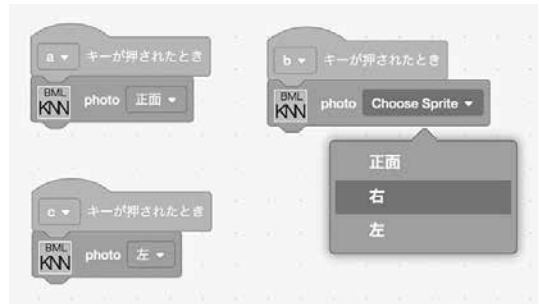 a キーが押されたとき
BML KNN photo 正面
b キーが押されたとき
BML KNN photo Choose Sprite
正面
右
左
c キーが押されたとき
BML KNN photo 左